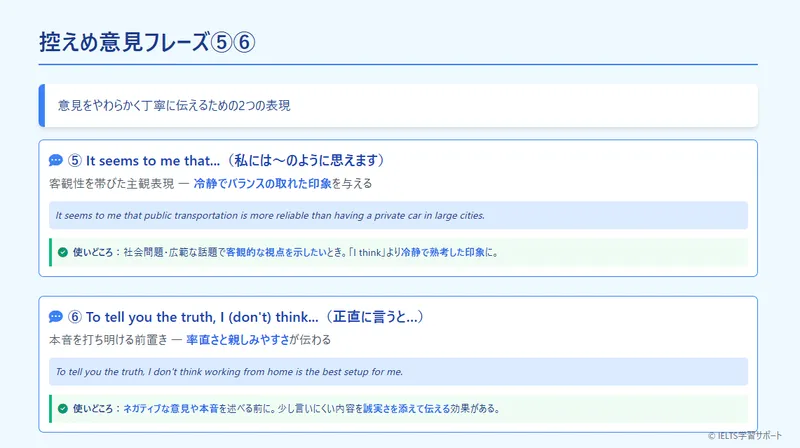 控えめ意見フレーズ⑤⑥
意見をやわらかく丁寧に伝えるための2つの表現
⑤ It seems to me that...（私には〜のように思えます）
客観性を帯びた主観表現 — 冷静でバランスの取れた印象を与える
It seems to me that public transportation is more reliable than having a private car in large cities.
使いどころ：社会問題・広範な話題で客観的な視点を示したいとき。「I think」より冷静で熟考した印象に。
⑥ To tell you the truth, I (don't) think...（正直に言うと…）
本音を打ち明ける前置き — 率直さと親しみやすさが伝わる
To tell you the truth, I don't think working from home is the best setup for me.
使いどころ：ネガティブな意見や本音を述べる前に。少し言いにくい内容を誠実さを添えて伝える効果がある。
© IELTS学習サポート